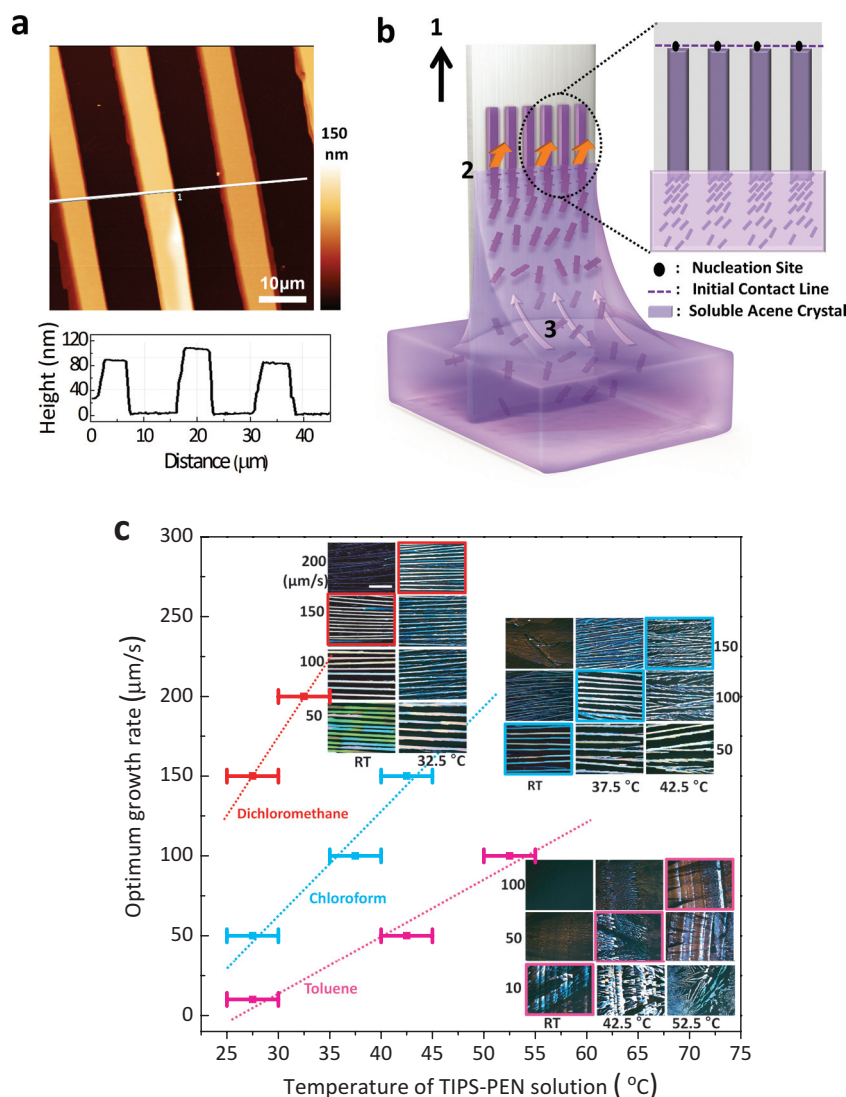 a
150
nm
1
10μm
Height (nm)
120
80
40
0
0 10 20 30 40
Distance (μm)
b
1
2
3
: Nucleation Site
: Initial Contact Line
: Soluble Acene Crystal
c
Optimum growth rate (μm/s)
300
250
200
150
100
50
0
25 30 35 40 45 50 55 60 65 70 75
Temperature of TIPS-PEN solution ( °C)
200
(μm/s)
150
100
50
RT 32.5 °C
Dichloromethane
150
100
50
RT 37.5 °C 42.5 °C
Chloroform
100
50
10
RT 42.5 °C 52.5 °C
Toluene